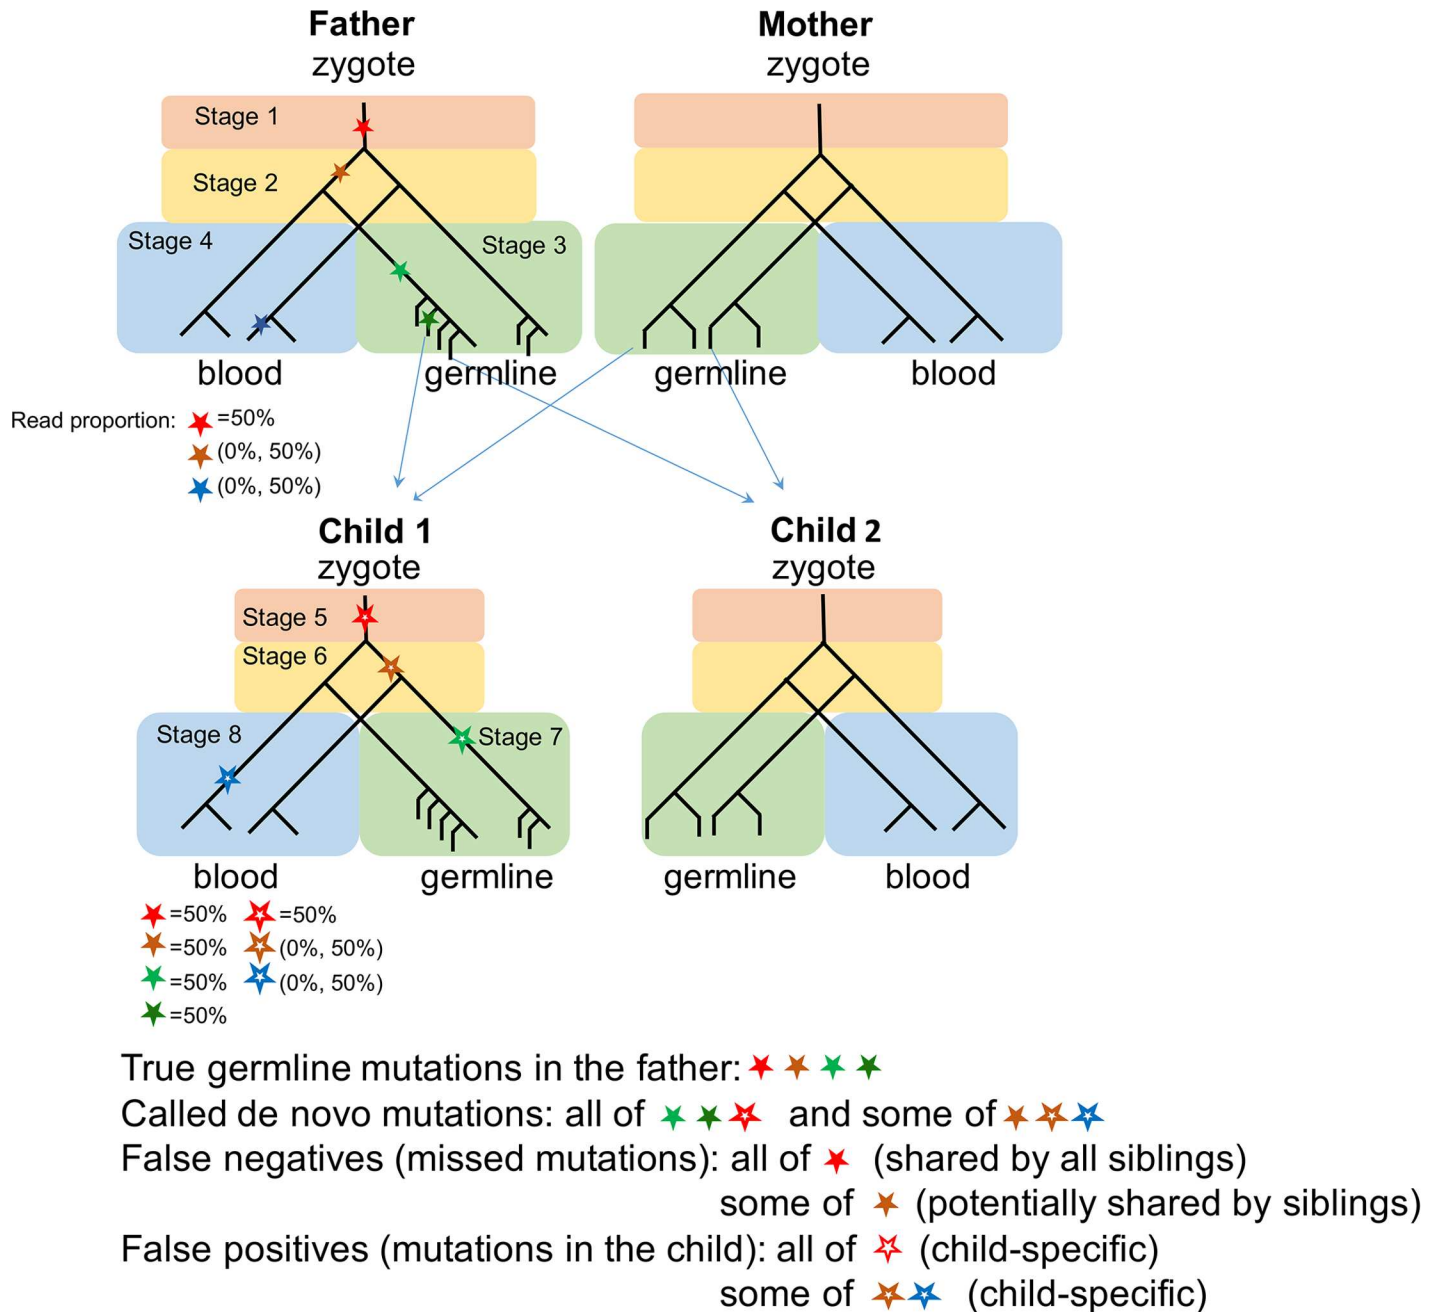 Father
zygote
Mother
zygote
Stage 1
Stage 2
Stage 4
Stage 3
blood
germline
germline
blood
Read proportion: =50%
(0%, 50%)
(0%, 50%)
Child 1
zygote
Child 2
zygote
Stage 5
Stage 6
Stage 8
Stage 7
blood
germline
germline
blood
=50% =50%
=50% (0%, 50%)
=50% (0%, 50%)
=50%
True germline mutations in the father:
Called de novo mutations: all of and some of
False negatives (missed mutations): all of (shared by all siblings)
some of (potentially shared by siblings)
False positives (mutations in the child): all of (child-specific)
some of (child-specific)